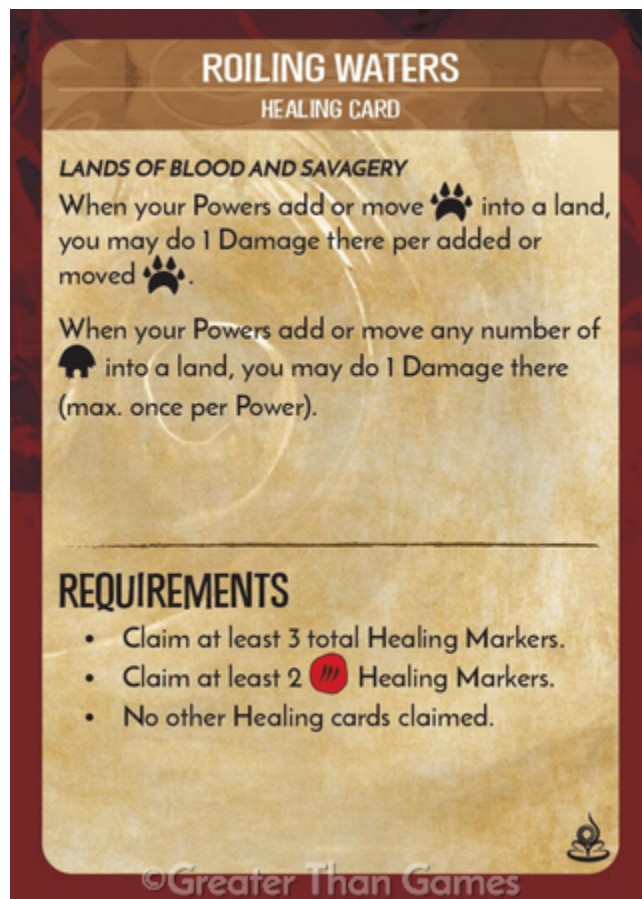 ROILING WATERS
HEALING CARD
LANDS OF BLOOD AND SAVAGERY
When your Powers add or move into a land,
you may do 1 Damage there per added or
moved .
When your Powers add or move any number of
into a land, you may do 1 Damage there
(max. once per Power).
REQUIREMENTS
• Claim at least 3 total Healing Markers.
• Claim at least 2 Healing Markers.
• No other Healing cards claimed.
©Greater Than Games